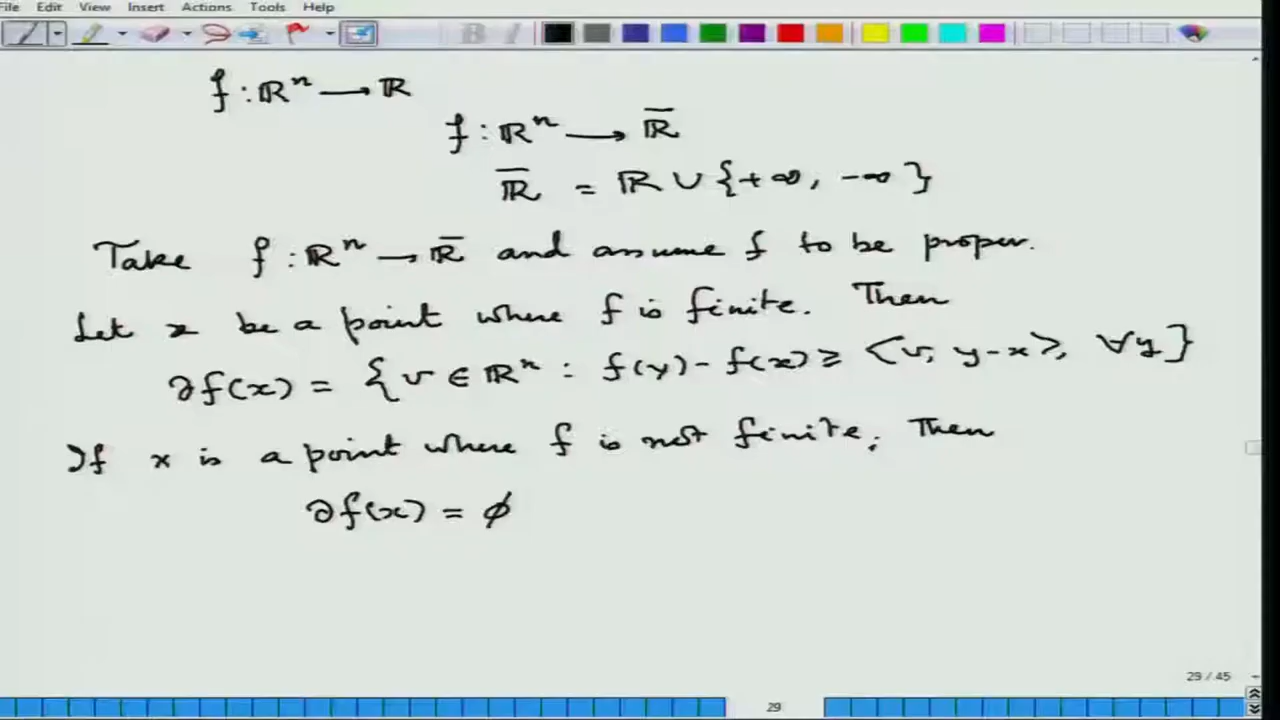 File Edit View Insert Actions Tools Help
f : ℝⁿ ⟶ ℝ
f : ℝⁿ ⟶ ℝ̅
ℝ̅ = ℝ ∪ {+∞, -∞}
Take f : ℝⁿ → ℝ̅ and assume f to be proper.
Let x be a point where f is finite. Then
∂f(x) = {v ∈ ℝⁿ : f(y) - f(x) ≥ <v, y-x>, ∀y}
If x is a point where f is not finite. Then
∂f(x) = ϕ
29 / 45
29